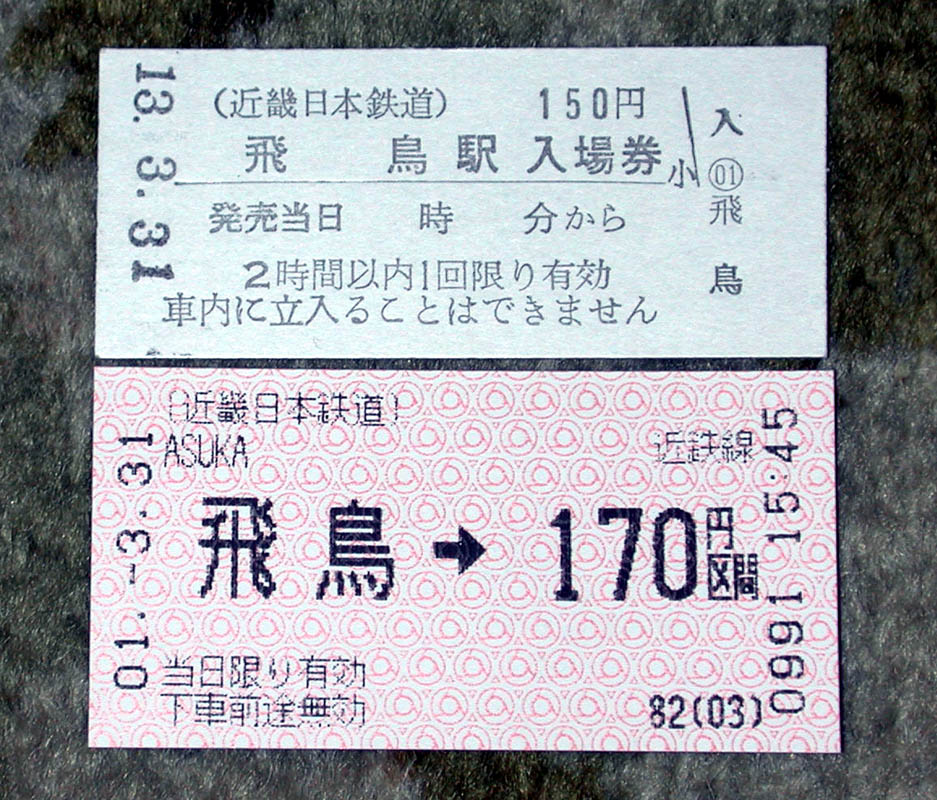 13. 3. 31
(近畿日本鉄道) 150円
飛 鳥駅 入場券
小
発売当日 時 分から
2時間以内1回限り有効
車内に立入ることはできません
入
01
飛 鳥
(近畿日本鉄道)
ASUKA
近鉄線
飛鳥→170円区間
当日限り有効
下車前途無効
82(03)
01.-3.31
0991 15:45